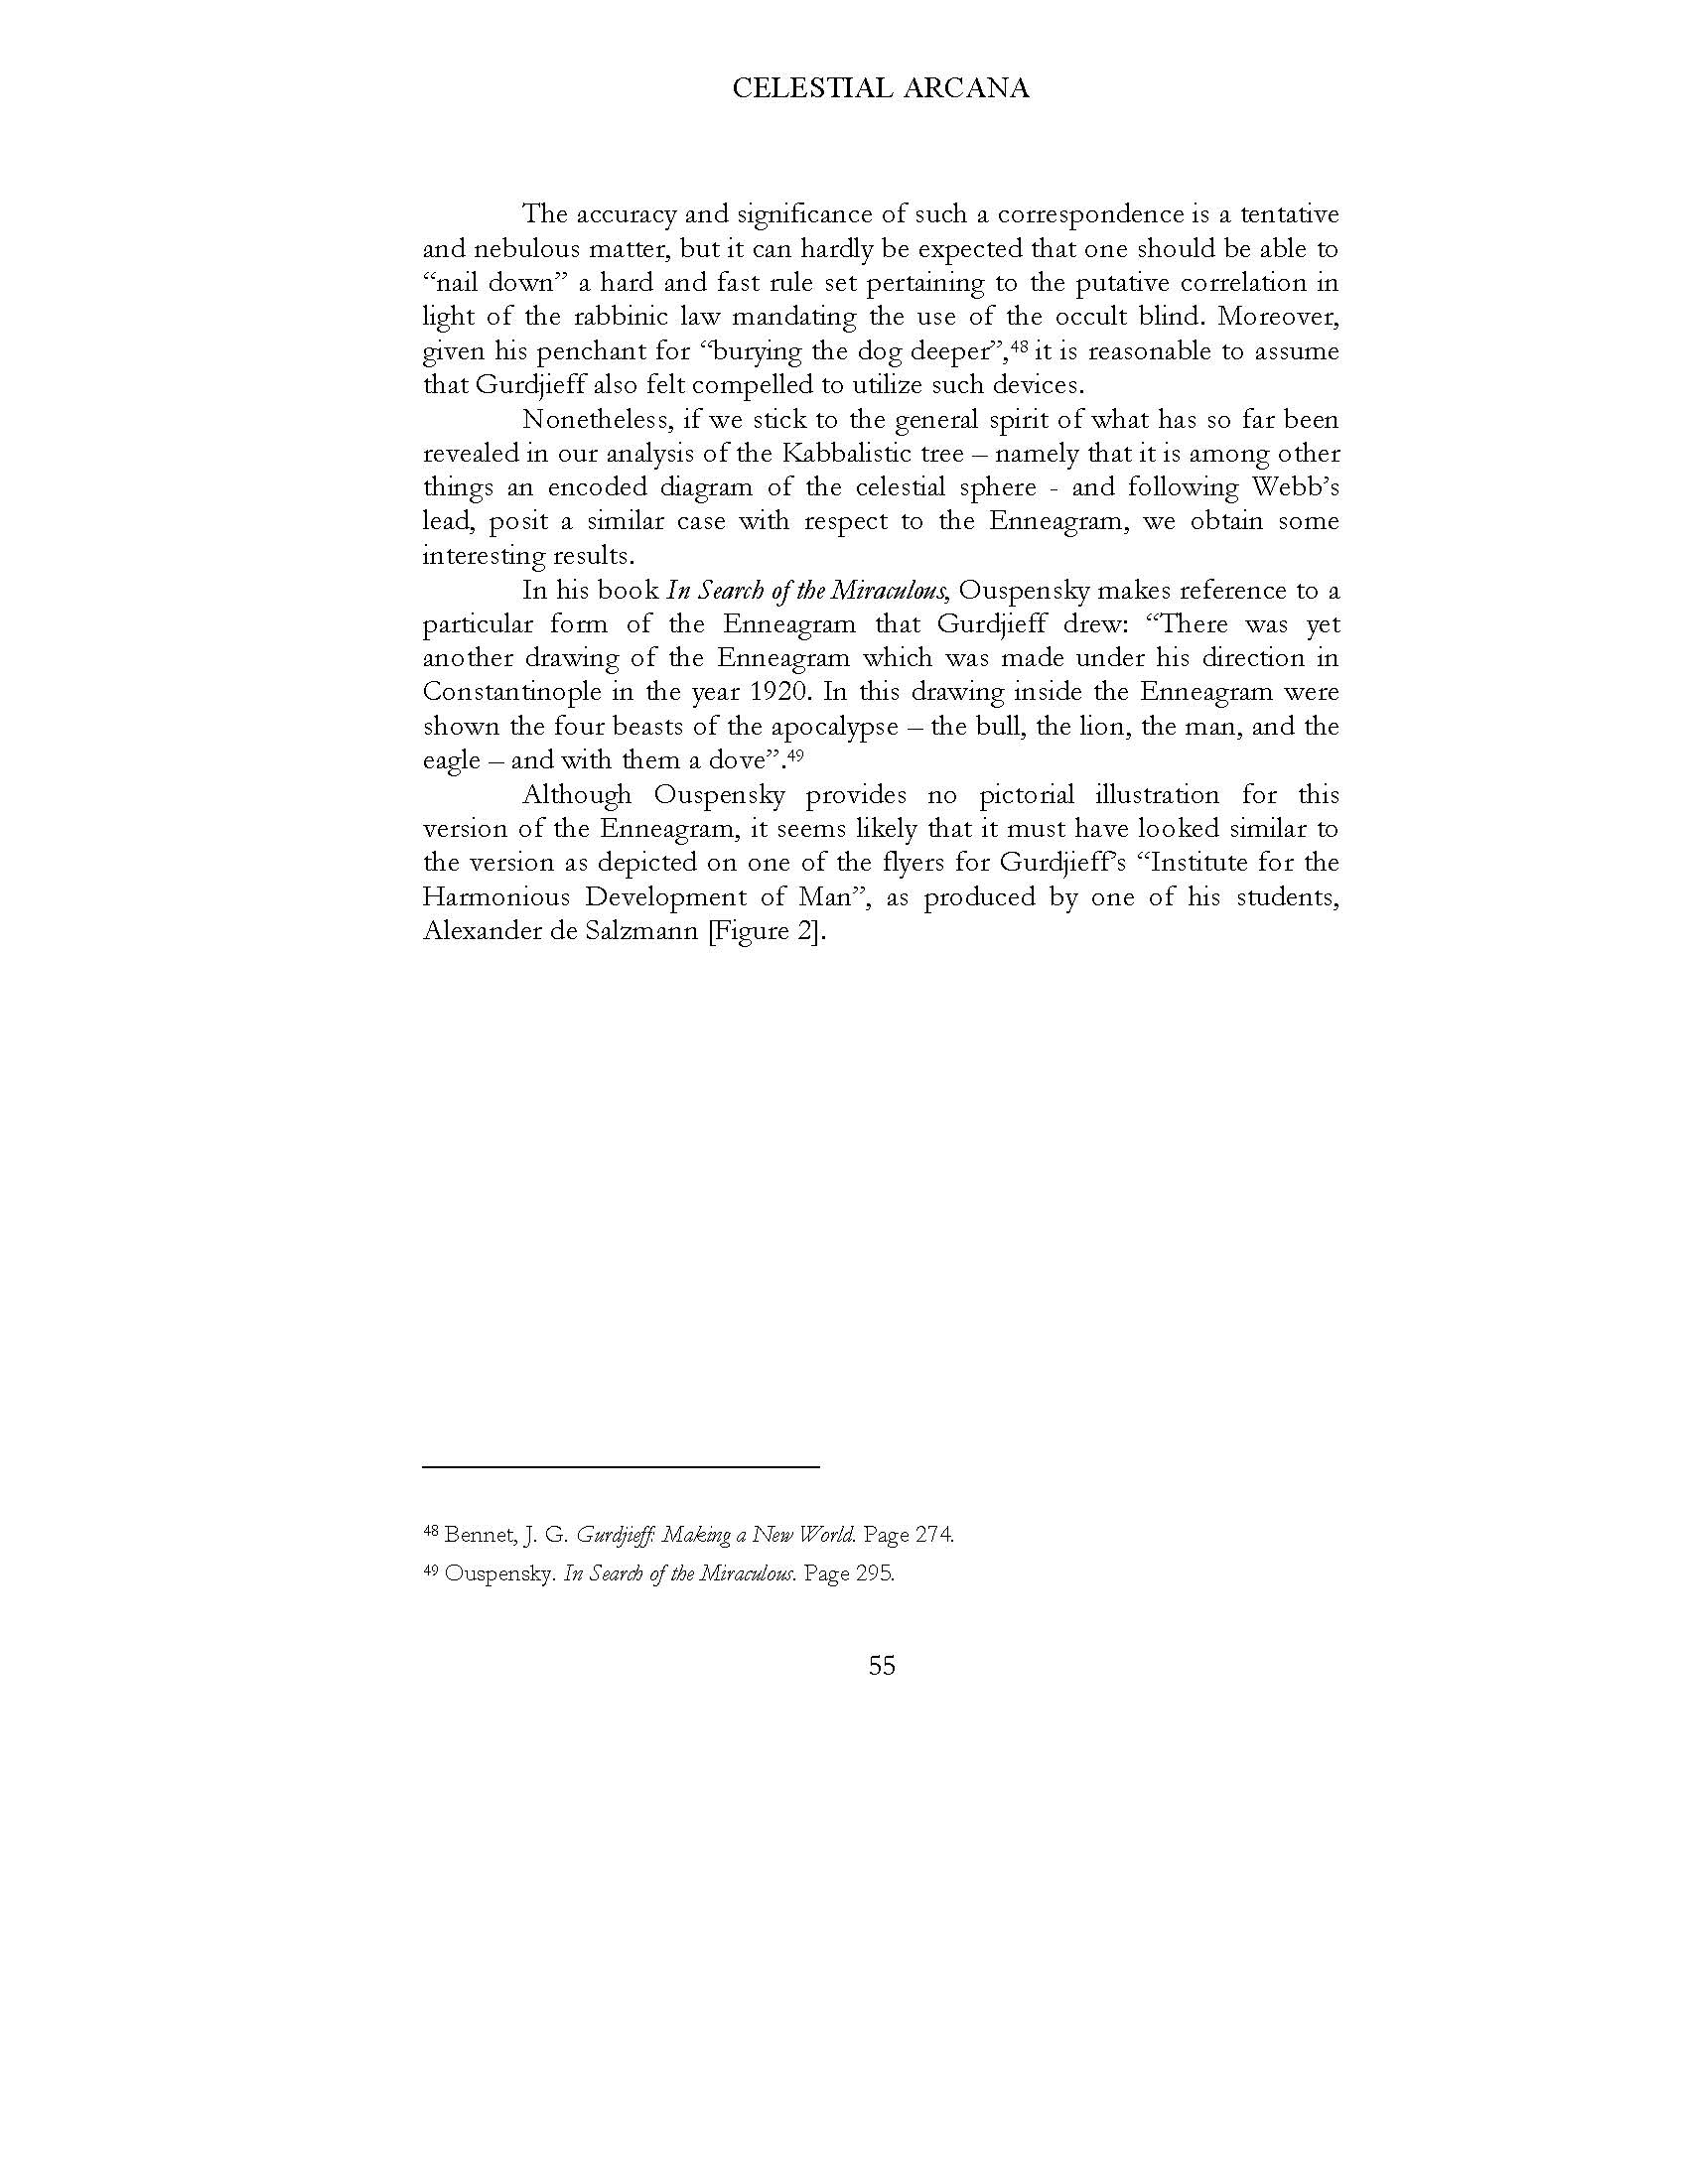 CELESTIAL ARCANA
The accuracy and significance of such a correspondence is a tentative
and nebulous matter, but it can hardly be expected that one should be able to
“nail down” a hard and fast rule set pertaining to the putative correlation in
light of the rabbinic law mandating the use of the occult blind. Moreover,
given his penchant for “burying the dog deeper”,⁴⁸ it is reasonable to assume
that Gurdjieff also felt compelled to utilize such devices.
Nonetheless, if we stick to the general spirit of what has so far been
revealed in our analysis of the Kabbalistic tree – namely that it is among other
things an encoded diagram of the celestial sphere - and following Webb’s
lead, posit a similar case with respect to the Enneagram, we obtain some
interesting results.
In his book In Search of the Miraculous, Ouspensky makes reference to a
particular form of the Enneagram that Gurdjieff drew: “There was yet
another drawing of the Enneagram which was made under his direction in
Constantinople in the year 1920. In this drawing inside the Enneagram were
shown the four beasts of the apocalypse – the bull, the lion, the man, and the
eagle – and with them a dove”.⁴⁹
Although Ouspensky provides no pictorial illustration for this
version of the Enneagram, it seems likely that it must have looked similar to
the version as depicted on one of the flyers for Gurdjieff’s “Institute for the
Harmonious Development of Man”, as produced by one of his students,
Alexander de Salzmann [Figure 2].
⁴⁸ Bennet, J. G. Gurdjieff: Making a New World. Page 274.
⁴⁹ Ouspensky. In Search of the Miraculous. Page 295.
55